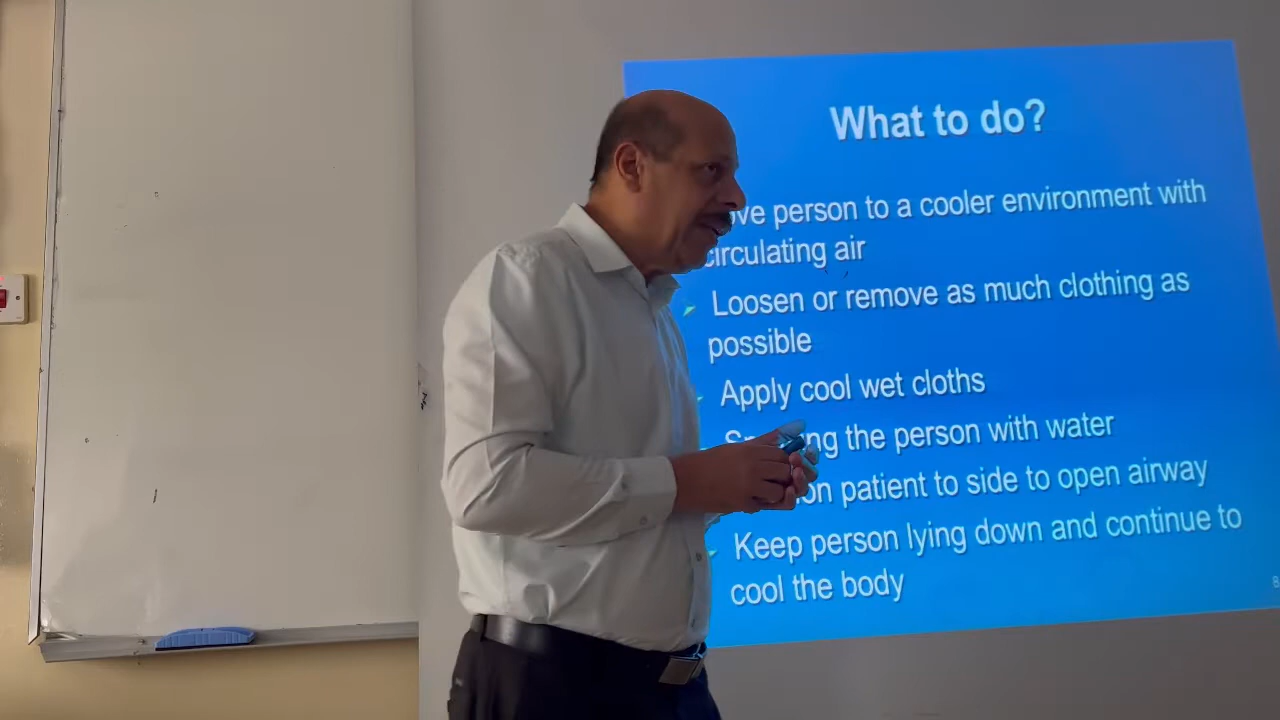 What to do?
person to a cooler environment with
circulating air
Loosen or remove as much clothing as
possible
Apply cool wet cloths
the person with water
patient to side to open airway
Keep person lying down and continue to
cool the body
8